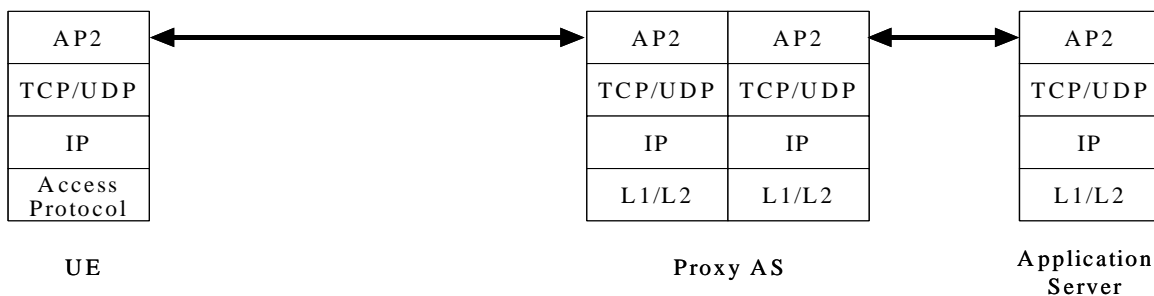 AP2
TCP/UDP
IP
Access
Protocol
UE
AP2 AP2
TCP/UDP TCP/UDP
IP IP
L1/L2 L1/L2
Proxy AS
AP2
TCP/UDP
IP
L1/L2
Application
Server